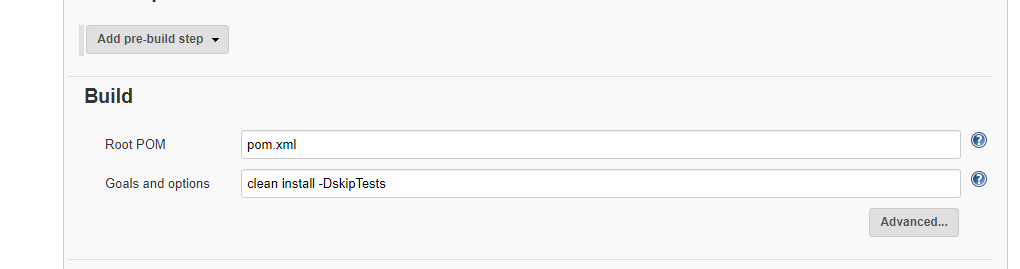 Add pre-build step
Build
Root POM
pom.xml
Goals and options
clean install -DskipTests
Advanced...